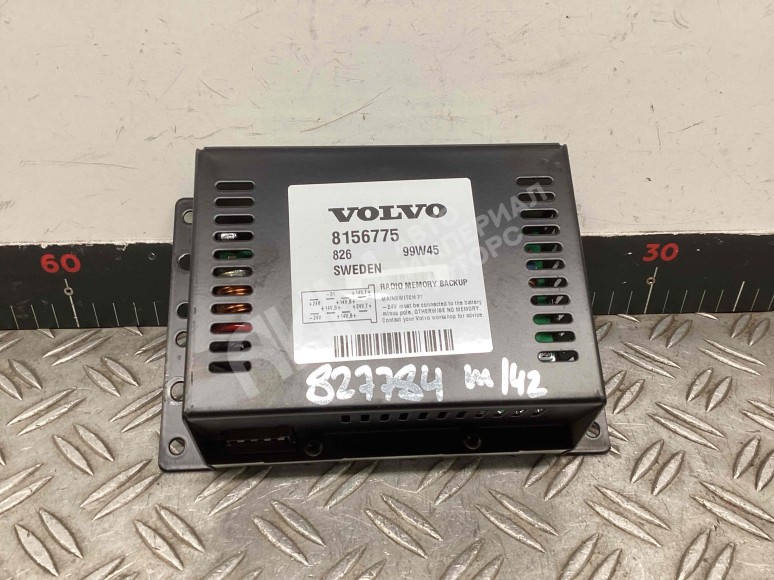 VOLVO
8156775
826 99W45
SWEDEN
RADIO MEMORY BACKUP
MAINSWITCH ??
-24V must be connected to the battery
minus pole, OTHERWISE NO MEMORY.
Contact your Volvo workshop for advice.
827784 m/42
60
30